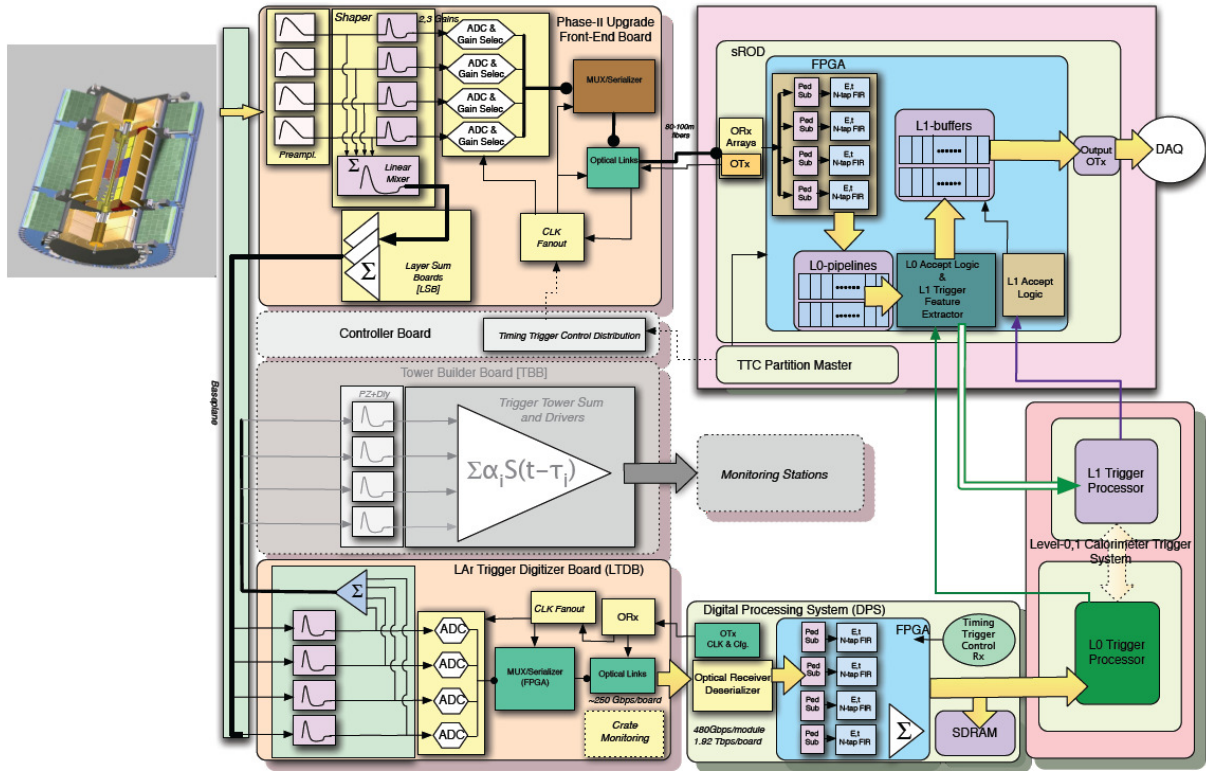 Shaper
2,3 Gains
Phase-II Upgrade
Front-End Board
ADC &
Gain Selec.
ADC &
Gain Selec.
ADC &
Gain Selec.
ADC &
Gain Selec.
MUX/Serializer
Optical Links
80-100m
fibers
Preampl.
Σ
Linear
Mixer
CLK
Fanout
Σ
Layer Sum
Boards
[LSB]
Controller Board
Timing Trigger Control Distribution
Baseplane
Tower Builder Board [TBB]
PZ+Dly
Trigger Tower Sum
and Drivers
ΣαᵢS(t−τᵢ)
Monitoring Stations
LAr Trigger Digitizer Board (LTDB)
Σ
ADC
ADC
ADC
ADC
CLK Fanout
ORx
MUX/Serializer
(FPGA)
Optical Links
~250 Gbps/board
Crate
Monitoring
sROD
FPGA
ORx
Arrays
OTx
Ped
Sub
E,t
N-tap FIR
Ped
Sub
E,t
N-tap FIR
Ped
Sub
E,t
N-tap FIR
Ped
Sub
E,t
N-tap FIR
L1-buffers
......
......
Output
OTx
DAQ
L0-pipelines
......
......
L0 Accept Logic
&
L1 Trigger
Feature
Extractor
L1 Accept
Logic
TTC Partition Master
L1 Trigger
Processor
Level-0,1 Calorimeter Trigger
System
L0 Trigger
Processor
Digital Processing System (DPS)
OTx
CLK & Cfg.
Optical Receiver
Deserializer
480Gbps/module
1.92 Tbps/board
FPGA
Ped
Sub
E,t
N-tap FIR
Ped
Sub
E,t
N-tap FIR
Ped
Sub
E,t
N-tap FIR
Ped
Sub
E,t
N-tap FIR
Σ
Timing
Trigger
Control
Rx
SDRAM